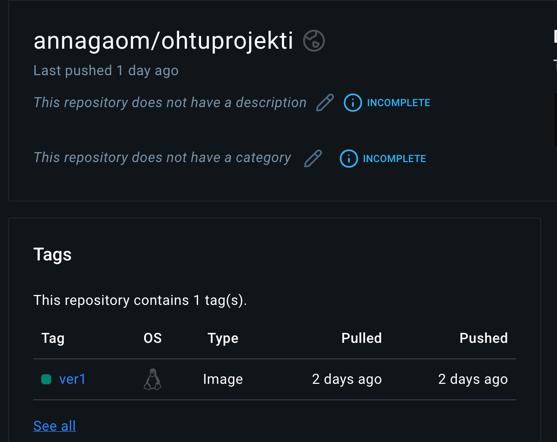 annagaom/ohtuprojekti
Last pushed 1 day ago
This repository does not have a description INCOMPLETE
This repository does not have a category INCOMPLETE
Tags
This repository contains 1 tag(s).
Tag OS Type Pulled Pushed
ver1 Image 2 days ago 2 days ago
See all